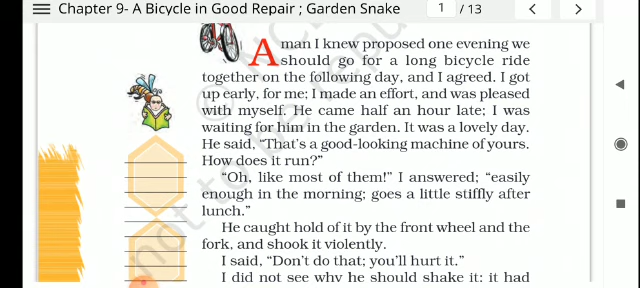 Chapter 9- A Bicycle in Good Repair ; Garden Snake
1 / 13
A man I knew proposed one evening we
should go for a long bicycle ride
together on the following day, and I agreed. I got
up early, for me; I made an effort, and was pleased
with myself. He came half an hour late; I was
waiting for him in the garden. It was a lovely day.
He said, “That's a good-looking machine of yours.
How does it run?”
“Oh, like most of them!” I answered; “easily
enough in the morning; goes a little stiffly after
lunch.”
He caught hold of it by the front wheel and the
fork, and shook it violently.
I said, “Don't do that; you'll hurt it.”
I did not see why he should shake it; it had
not to be